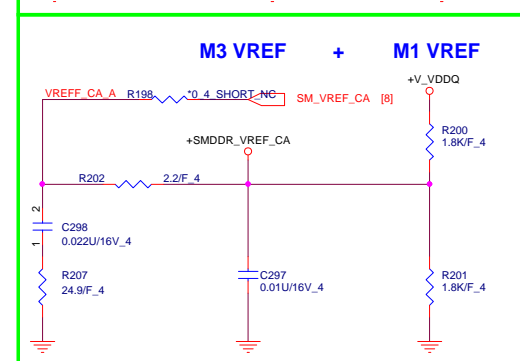 M3 VREF + M1 VREF
+V_VDDQ
VREFF_CA_A R198 *0_4_SHORT_NC SM_VREF_CA [8]
+SMDDR_VREF_CA
R200
1.8K/F_4
R202 2.2/F_4
2
C298
0.022U/16V_4
1
R207
24.9/F_4
C297
0.01U/16V_4
R201
1.8K/F_4